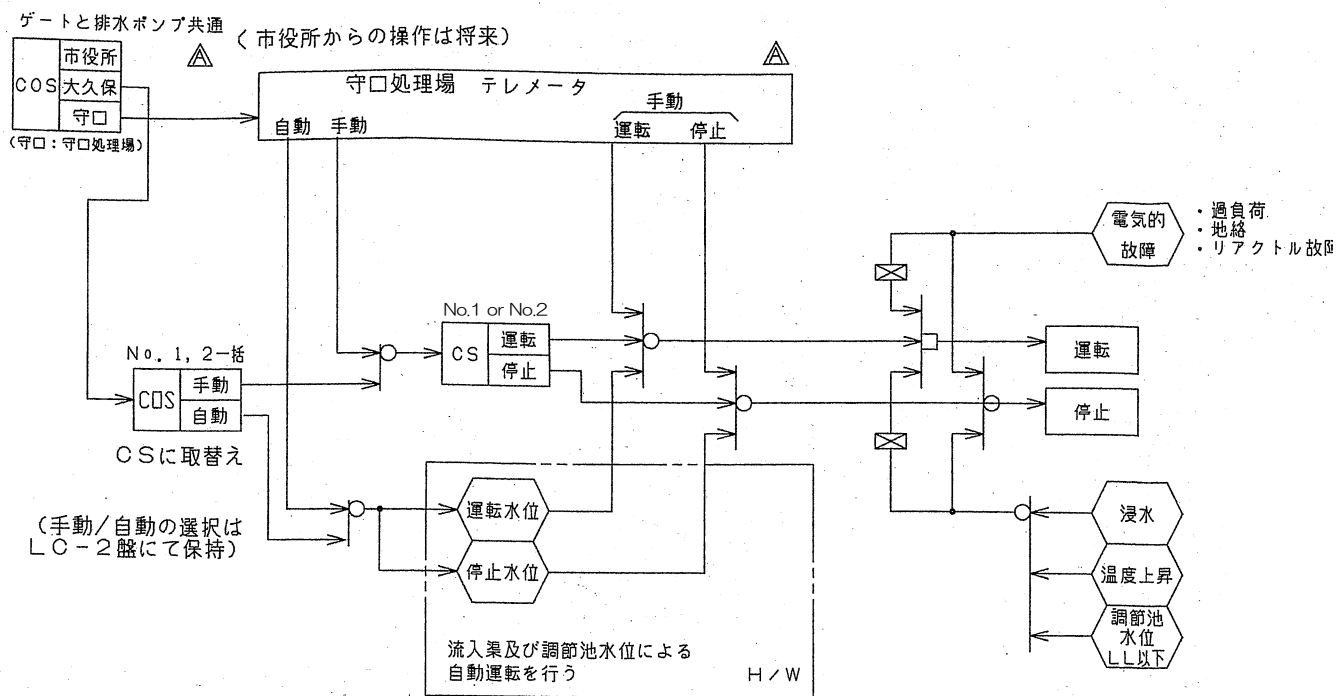 ゲートと排水ポンプ共通
(市役所からの操作は将来)
COS
市役所
大久保
守口
(守口：守口処理場)
A
A
守口処理場 テレメータ
自動 手動
手動
運転 停止
電気的
故障
・過負荷
・地絡
・リアクトル故障
No.1 or No.2
CS
運転
停止
運転
停止
No. 1, 2一括
COS
手動
自動
CSに取替え
(手動/自動の選択は
LC-2盤にて保持)
運転水位
停止水位
流入渠及び調節池水位による
自動運転を行う
H/W
浸水
温度上昇
調節池
水位
LL以下